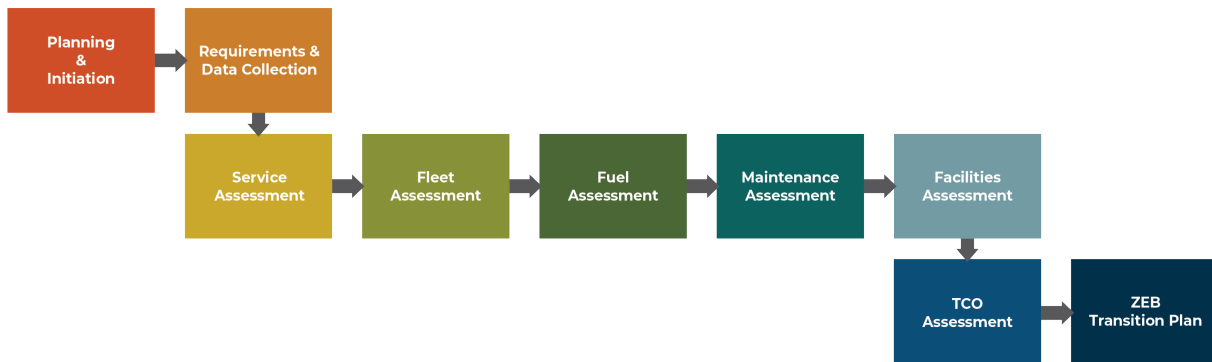 Planning
&
Initiation
Requirements &
Data Collection
Service
Assessment
Fleet
Assessment
Fuel
Assessment
Maintenance
Assessment
Facilities
Assessment
TCO
Assessment
ZEB
Transition Plan